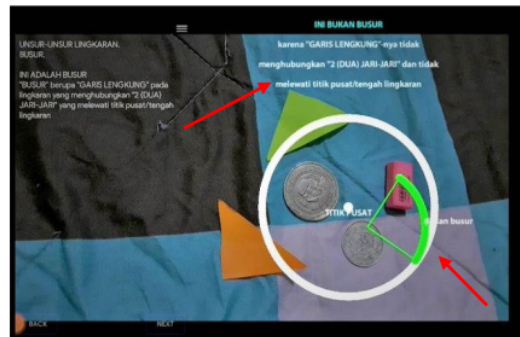 INI BUKAN BUSUR
UNSUR-UNSUR LINGKARAN.
BUSUR.
INI ADALAH BUSUR
"BUSUR" berupa "GARIS LENGKUNG" pada
lingkaran yang menghubungkan "2 (DUA)
JARI-JARI" yang melewati titik pusat/tengah
lingkaran
karena "GARIS LENGKUNG"-nya tidak
menghubungkan "2 (DUA) JARI-JARI" dan tidak
melewati titik pusat/tengah lingkaran
TITIK PUSAT
Bukan busur
BACK
NEXT